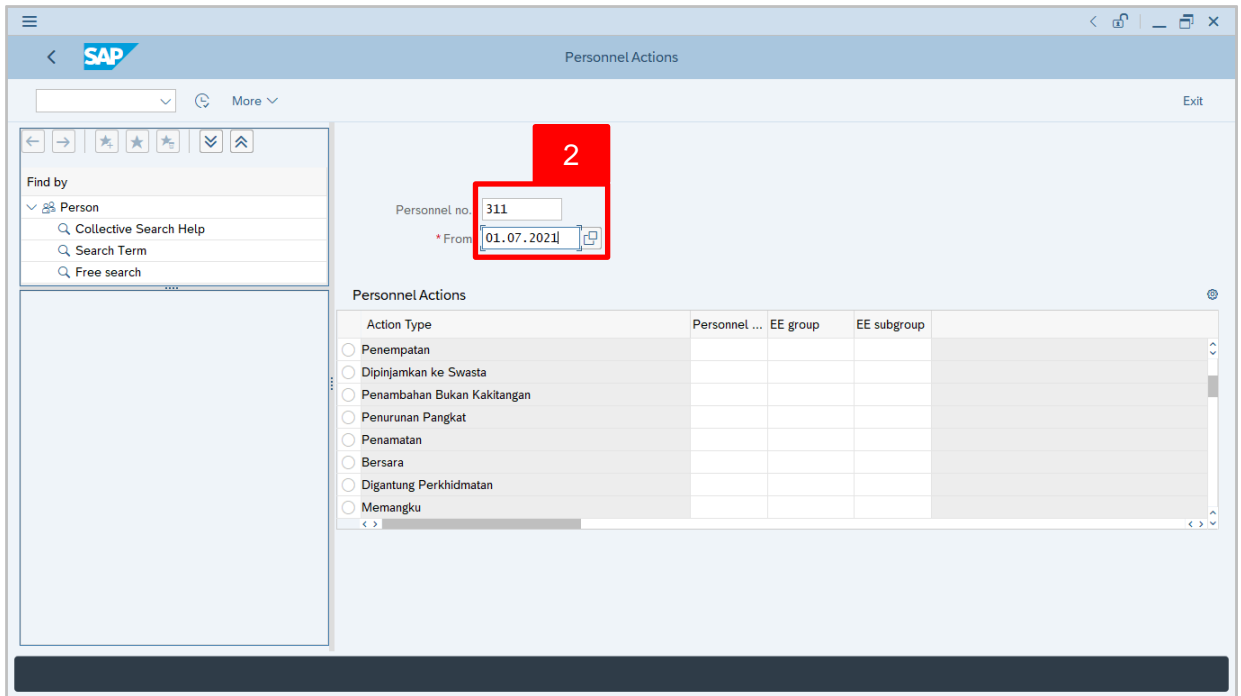 SAP
Personnel Actions
More
Exit
2
Find by
Person
Collective Search Help
Search Term
Free search
Personnel no. 311
* From 01.07.2021
Personnel Actions
Action Type Personnel ... EE group EE subgroup
Penempatan
Dipinjamkan ke Swasta
Penambahan Bukan Kakitangan
Penurunan Pangkat
Penamatan
Bersara
Digantung Perkhidmatan
Memangku